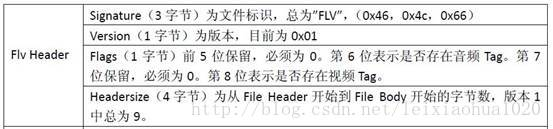 Flv Header
Signature（3 字节）为文件标识，总为"FLV"，（0x46，0x4c，0x66）
Version（1 字节）为版本，目前为 0x01
Flags（1 字节）前 5 位保留，必须为 0。第 6 位表示是否存在音频 Tag。第 7
位保留，必须为 0。第 8 位表示是否存在视频 Tag。
Headersize（4 字节）为从 File Header 开始到 File Body 开始的字节数，版本 1
中总为 9。
http://blog.csdn.net/leixiaohua1020